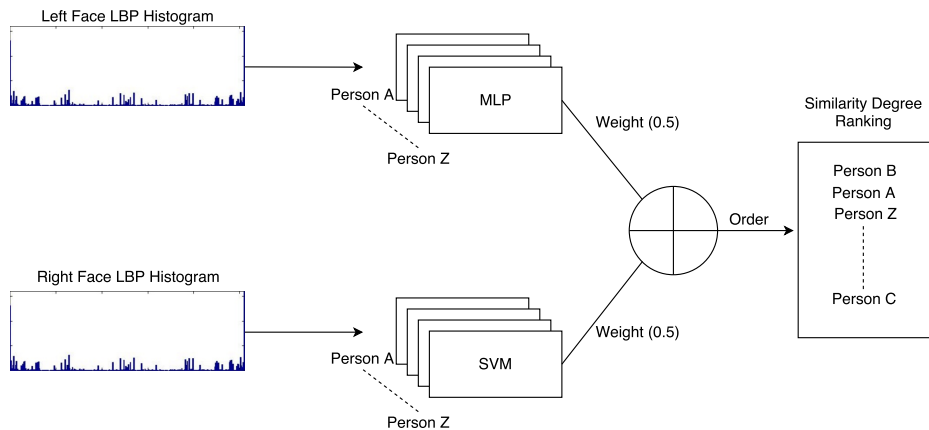 Left Face LBP Histogram
Person A
MLP
Person Z
Weight (0.5)
Right Face LBP Histogram
Person A
SVM
Person Z
Weight (0.5)
Order
Similarity Degree
Ranking
Person B
Person A
Person Z
Person C